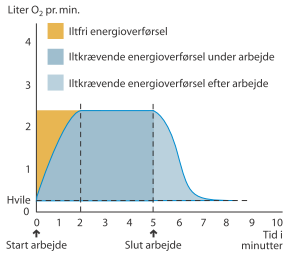 Liter O₂ pr. min.
4
Iltfri energioverførsel
Iltkrævende energioverførsel under arbejde
3
Iltkrævende energioverførsel efter arbejde
2
1
Hvile
0
0 1 2 3 4 5 6 7 8 9 10
Start arbejde
Slut arbejde
Tid i
minutter